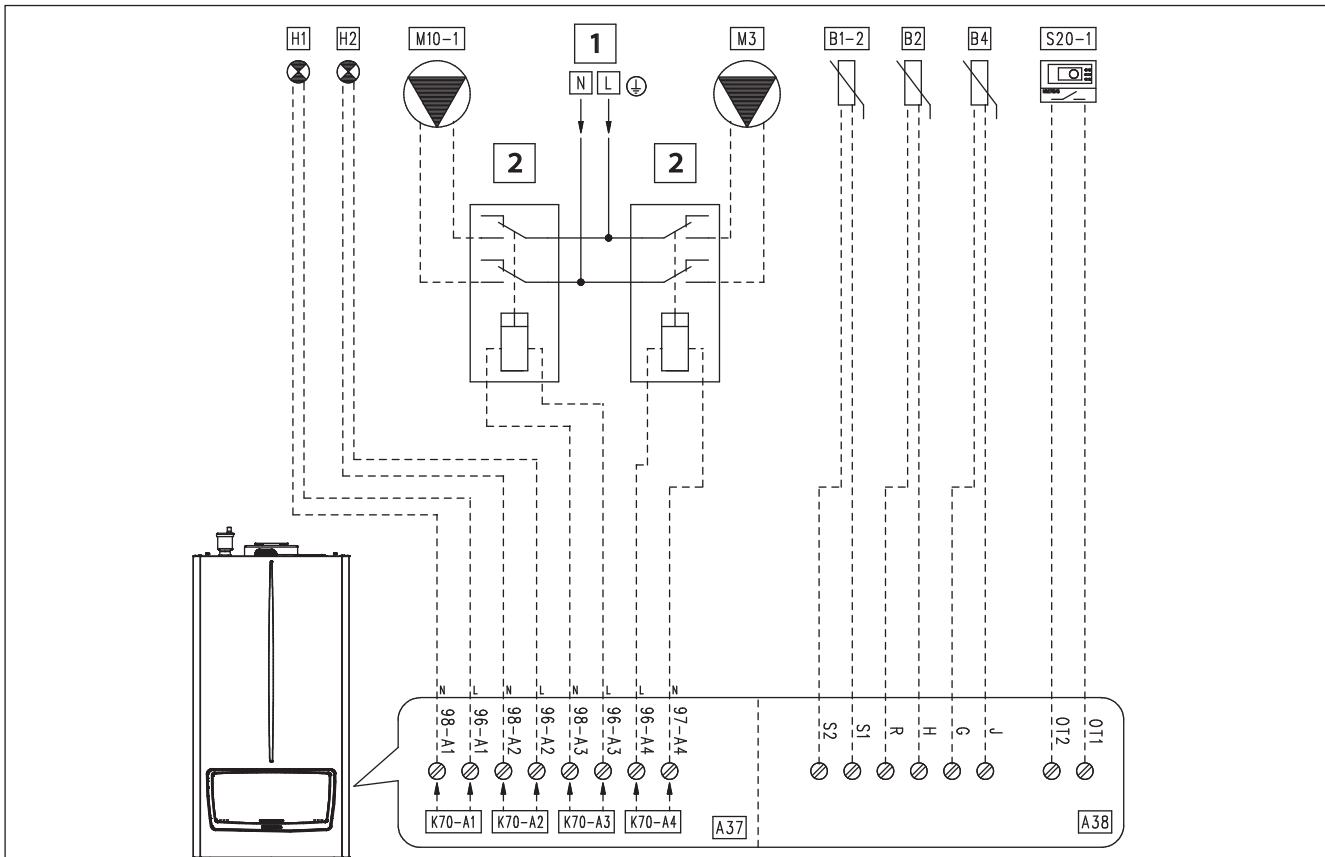 H1 H2 M10-1 1 M3 B1-2 B2 B4 S20-1
N L
2 2
N L N L N L L N
98-A1 96-A1 98-A2 96-A2 98-A3 96-A3 96-A4 97-A4 S2 S1 R H G J OT2 OT1
K70-A1 K70-A2 K70-A3 K70-A4 A37 A38